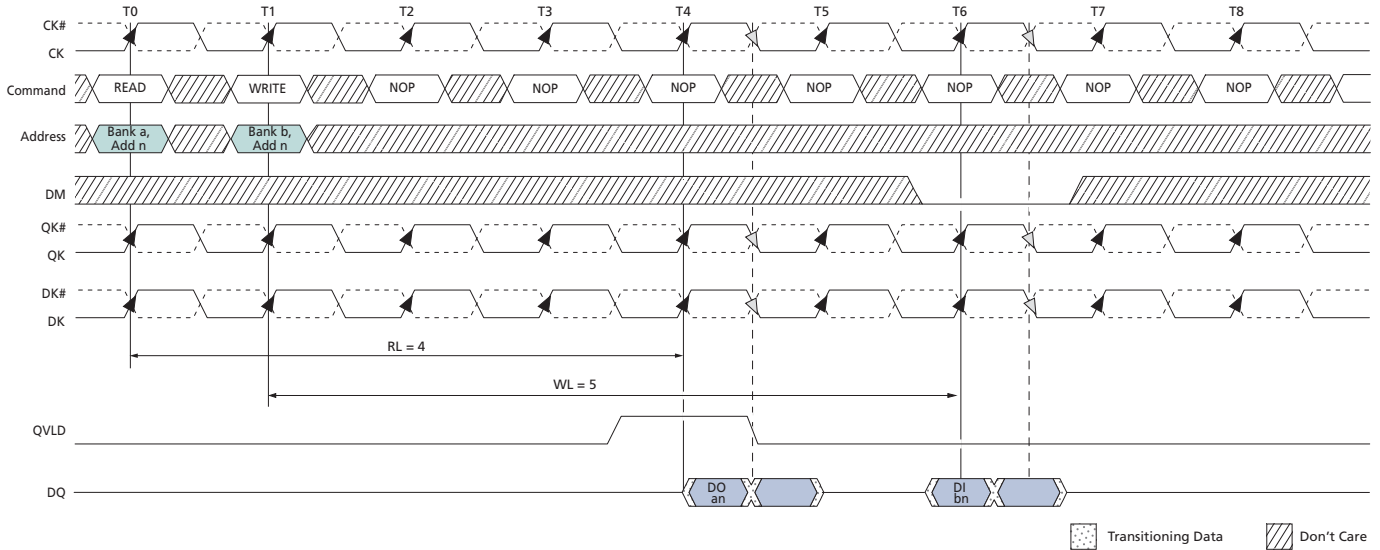 T0 T1 T2 T3 T4 T5 T6 T7 T8
CK#
CK
Command READ WRITE NOP NOP NOP NOP NOP NOP NOP
Address Bank a, Add n Bank b, Add n
DM
QK#
QK
DK#
DK
RL = 4
WL = 5
QVLD
DQ DO an DI bn
Transitioning Data Don't Care